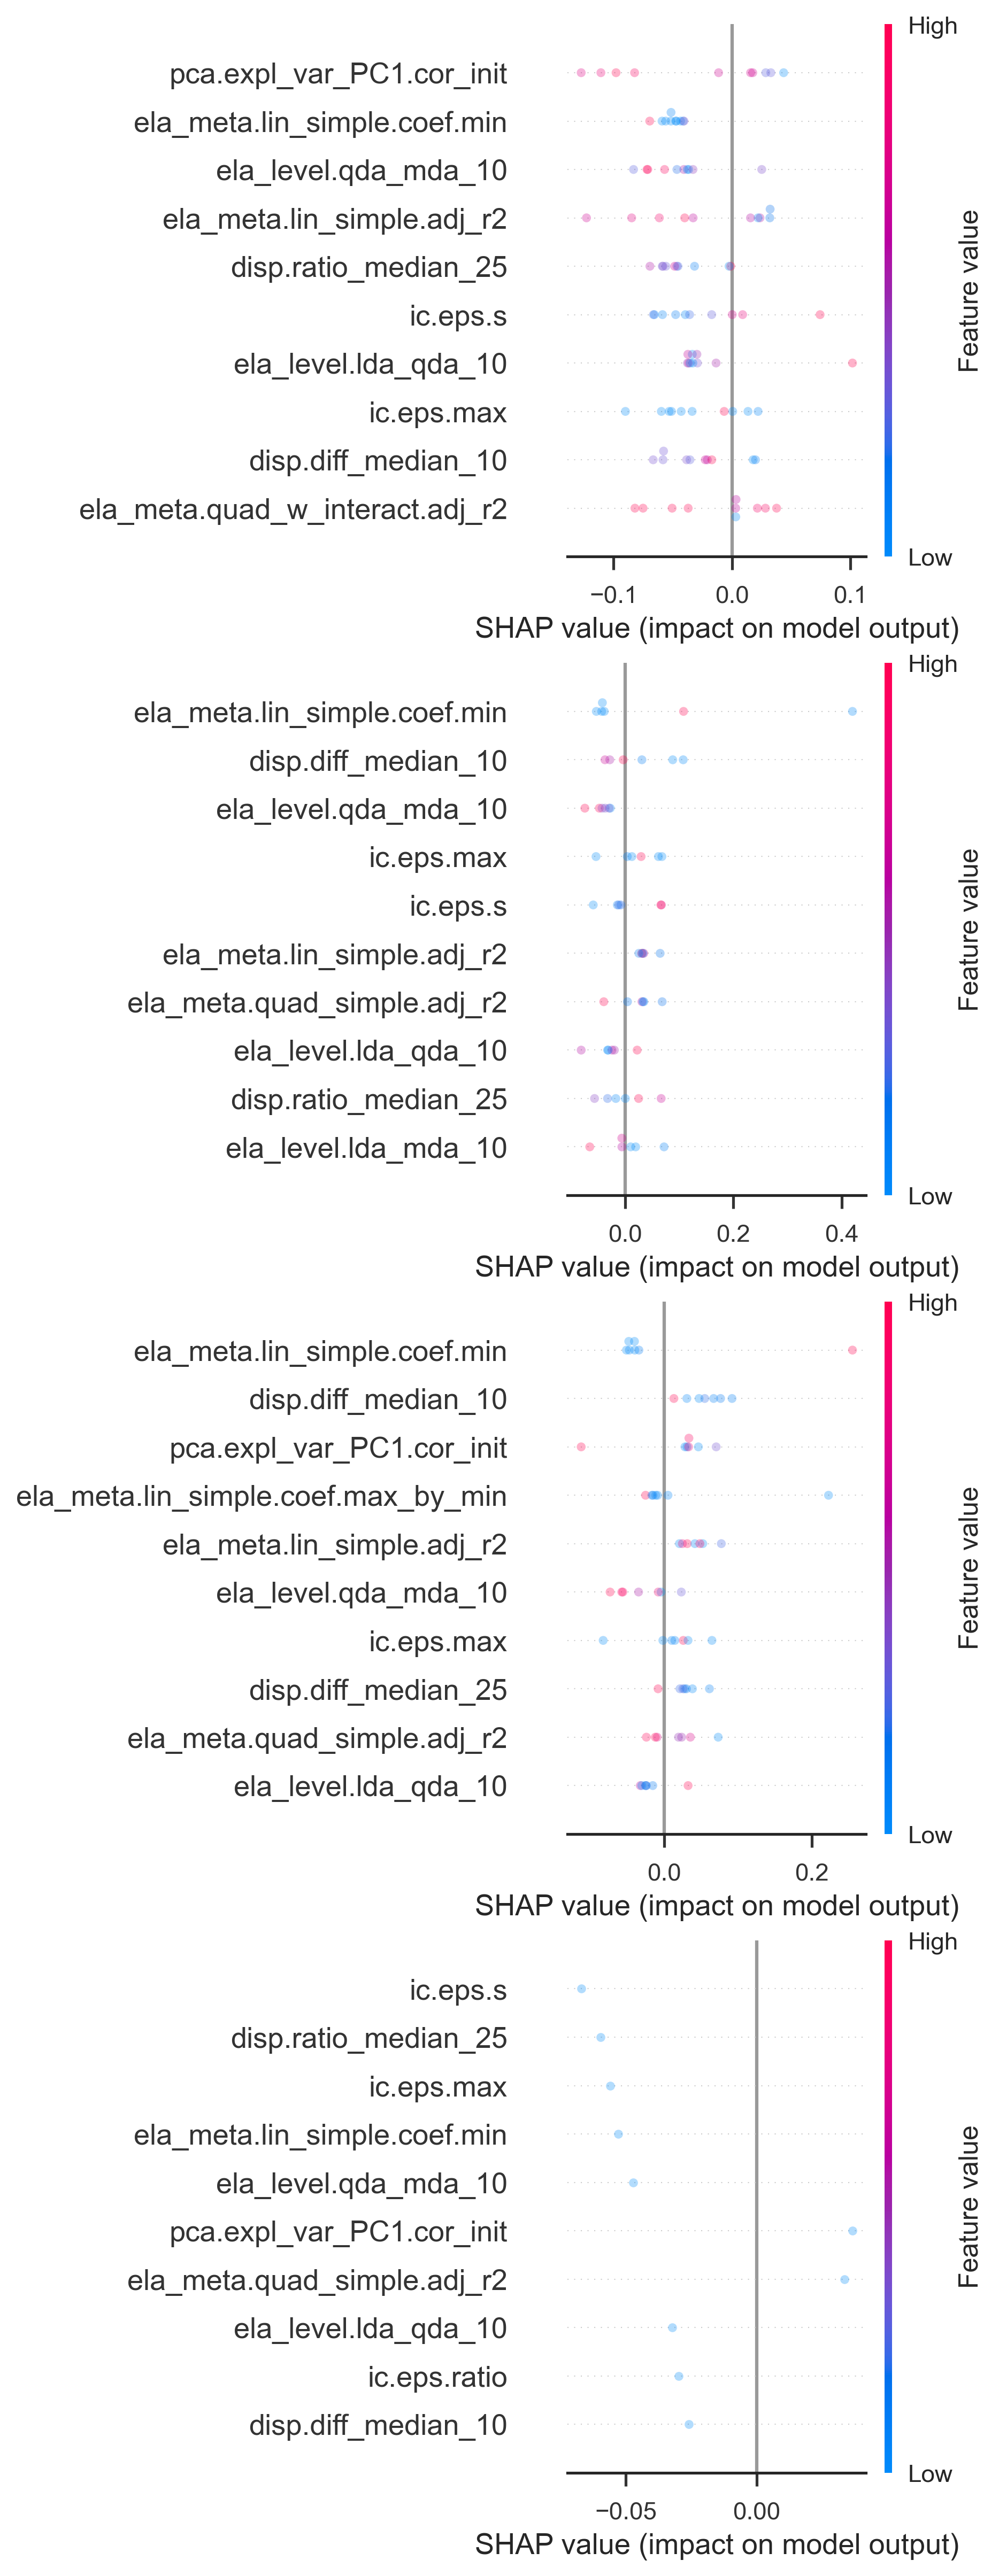 High
pca.expl_var_PC1.cor_init
ela_meta.lin_simple.coef.min
ela_level.qda_mda_10
ela_meta.lin_simple.adj_r2
disp.ratio_median_25
ic.eps.s
ela_level.lda_qda_10
ic.eps.max
disp.diff_median_10
ela_meta.quad_w_interact.adj_r2
Feature value
Low
−0.1 0.0 0.1
SHAP value (impact on model output)
High
ela_meta.lin_simple.coef.min
disp.diff_median_10
ela_level.qda_mda_10
ic.eps.max
ic.eps.s
ela_meta.lin_simple.adj_r2
ela_meta.quad_simple.adj_r2
ela_level.lda_qda_10
disp.ratio_median_25
ela_level.lda_mda_10
Feature value
Low
0.0 0.2 0.4
SHAP value (impact on model output)
High
ela_meta.lin_simple.coef.min
disp.diff_median_10
pca.expl_var_PC1.cor_init
ela_meta.lin_simple.coef.max_by_min
ela_meta.lin_simple.adj_r2
ela_level.qda_mda_10
ic.eps.max
disp.diff_median_25
ela_meta.quad_simple.adj_r2
ela_level.lda_qda_10
Feature value
Low
0.0 0.2
SHAP value (impact on model output)
High
ic.eps.s
disp.ratio_median_25
ic.eps.max
ela_meta.lin_simple.coef.min
ela_level.qda_mda_10
pca.expl_var_PC1.cor_init
ela_meta.quad_simple.adj_r2
ela_level.lda_qda_10
ic.eps.ratio
disp.diff_median_10
Feature value
Low
−0.05 0.00
SHAP value (impact on model output)